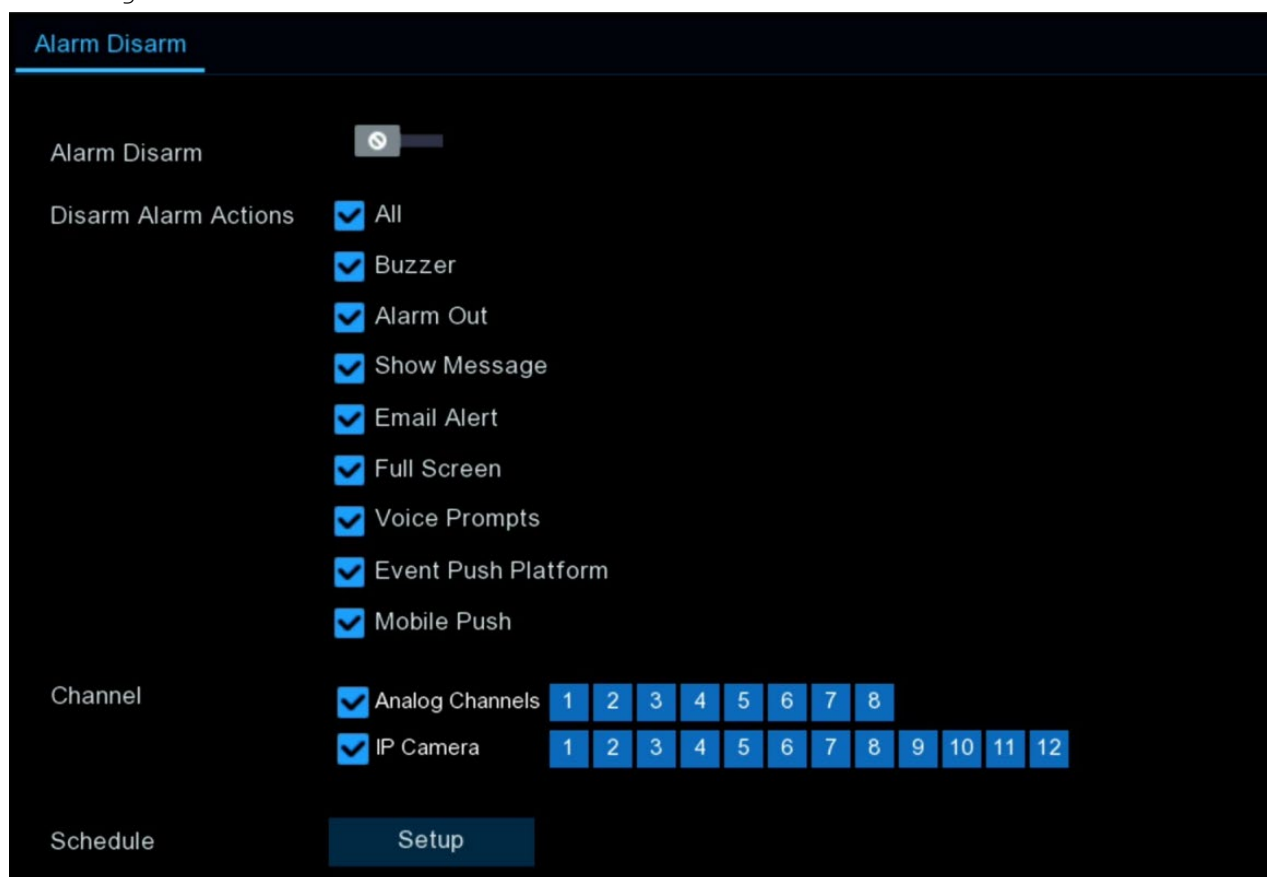 Alarm Disarm
Alarm Disarm
Disarm Alarm Actions All
Buzzer
Alarm Out
Show Message
Email Alert
Full Screen
Voice Prompts
Event Push Platform
Mobile Push
Channel Analog Channels 1 2 3 4 5 6 7 8
IP Camera 1 2 3 4 5 6 7 8 9 10 11 12
Schedule Setup